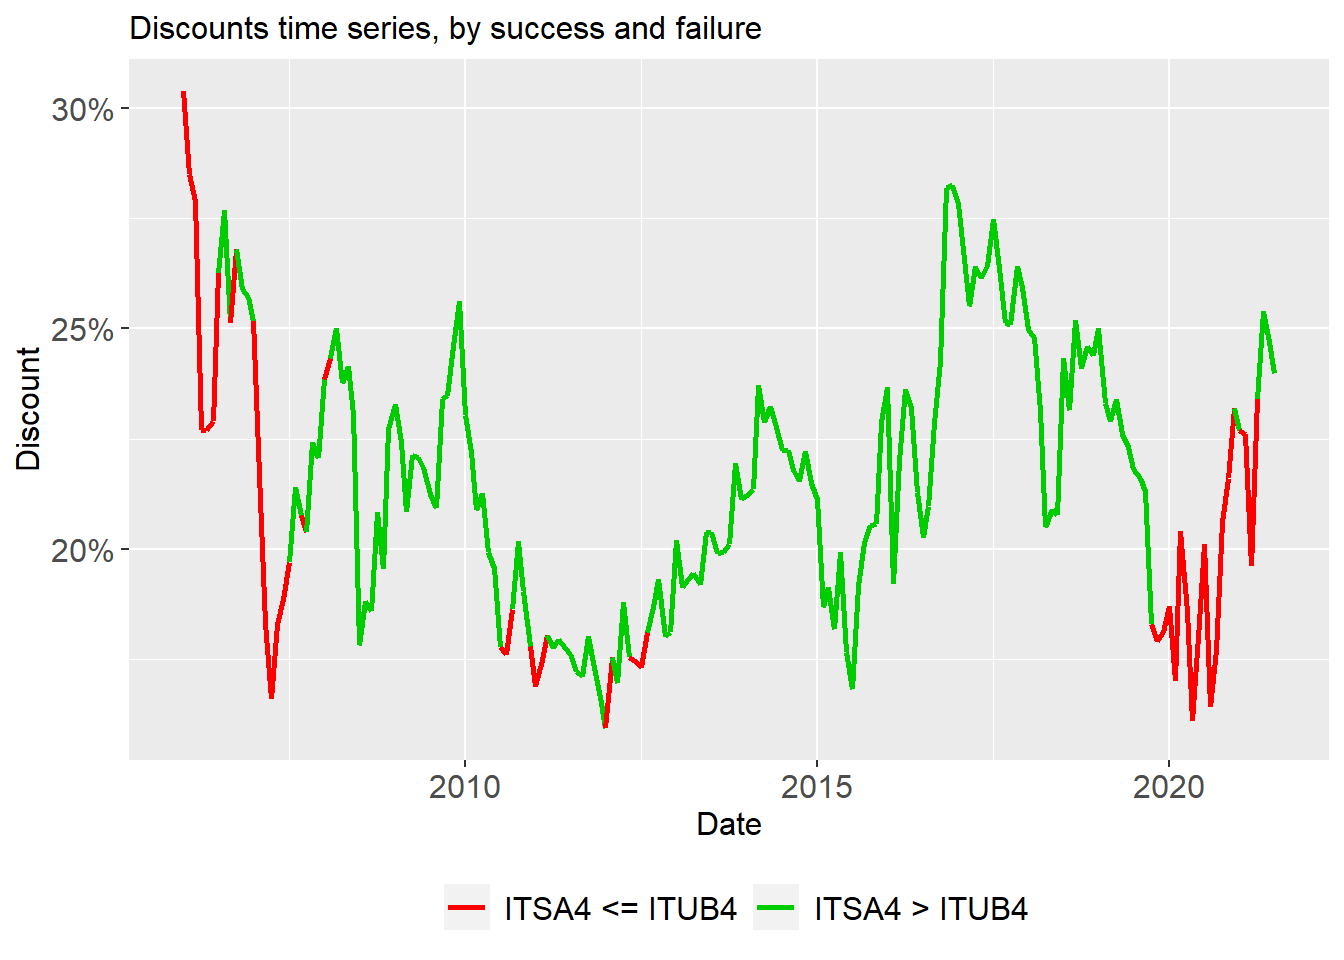 Discounts time series, by success and failure
30%
25%
20%
Discount
2010
2015
2020
Date
ITSA4 <= ITUB4
ITSA4 > ITUB4